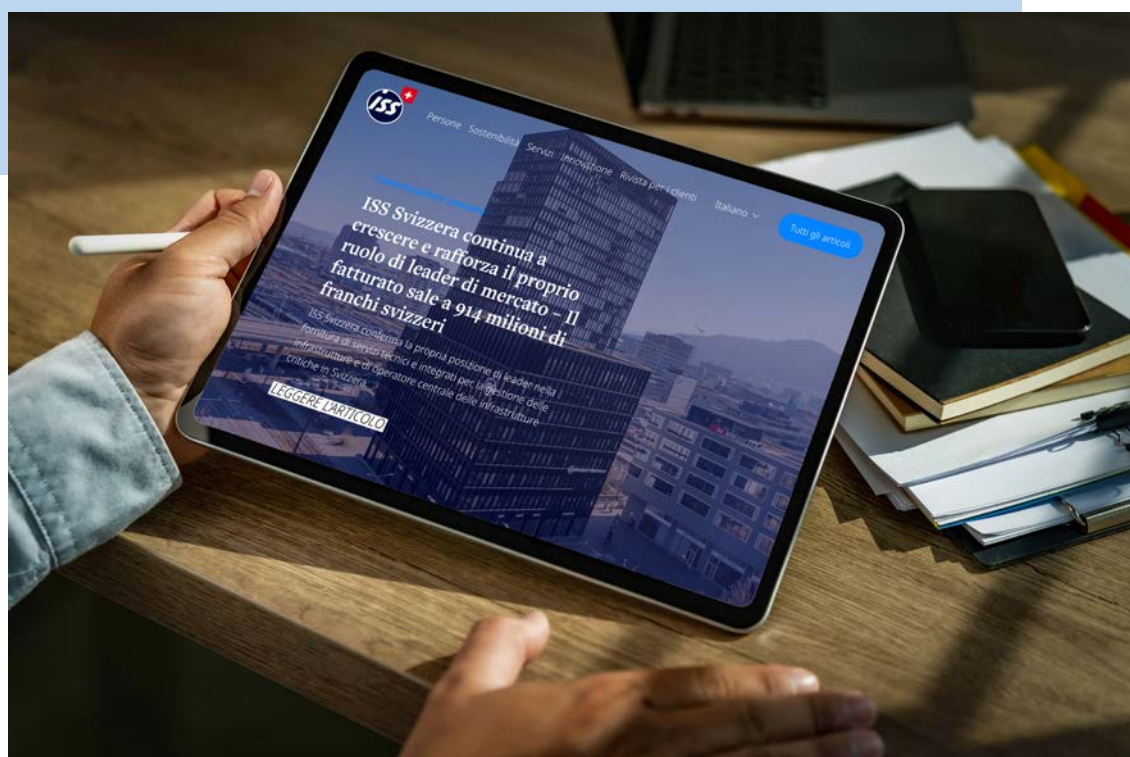 ISS
Persone Sostenibilità Servizi Innovazione Rivista per i clienti Italiano
Tutti gli articoli
ISS Svizzera continua a
crescere e rafforza il proprio
ruolo di leader di mercato – Il
fatturato sale a 914 milioni di
franchi svizzeri
ISS Svizzera conferma la propria posizione di leader nella
fornitura di servizi tecnici e integrati per la gestione delle
infrastrutture e di operatore centrale delle infrastrutture
critiche in Svizzera.
LEGGERE L'ARTICOLO